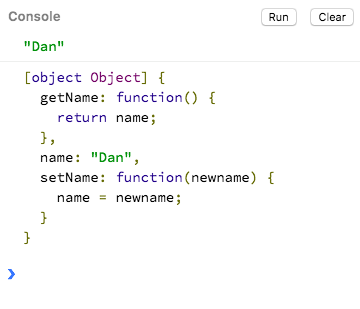 Console Run Clear
"Dan"
[object Object] {
  getName: function() {
    return name;
  },
  name: "Dan",
  setName: function(newname) {
    name = newname;
  }
}